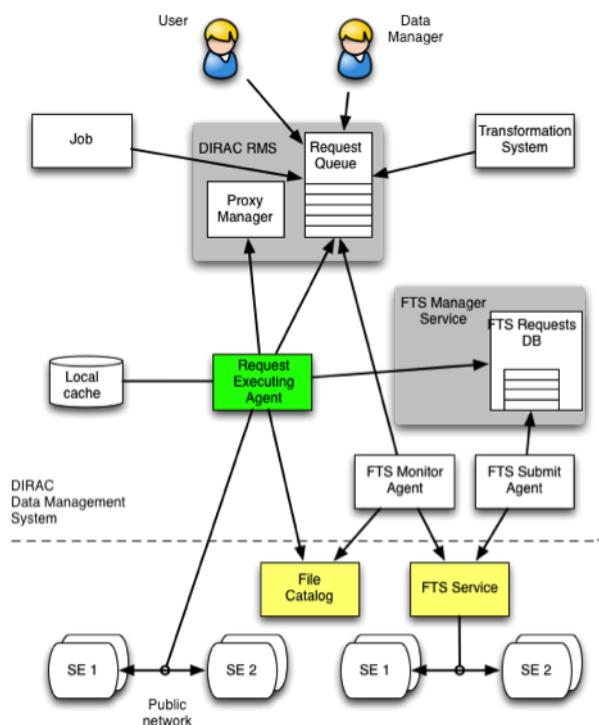 User
Data
Manager
Job
DIRAC RMS
Request
Queue
Transformation
System
Proxy
Manager
FTS Manager
Service
FTS Requests
DB
Local
cache
Request
Executing
Agent
FTS Monitor
Agent
FTS Submit
Agent
DIRAC
Data Management
System
File
Catalog
FTS Service
SE 1
SE 2
SE 1
SE 2
Public
network